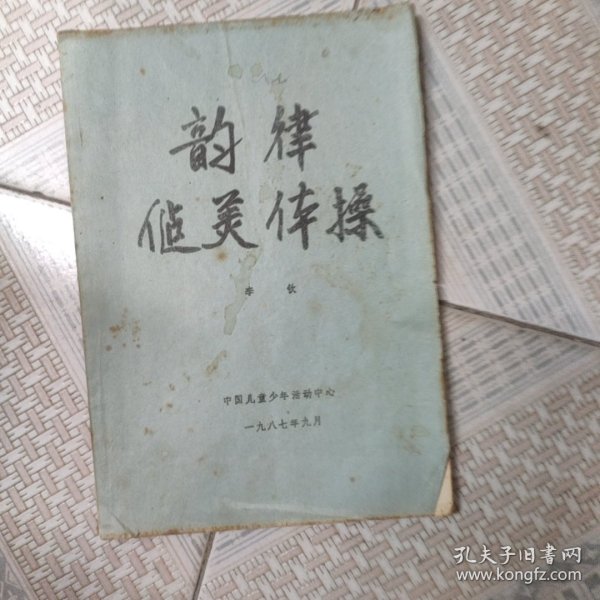 韵律
健美体操
李钦
中国儿童少年活动中心
一九八七年九月
孔夫子旧书网
www.kongfz.com